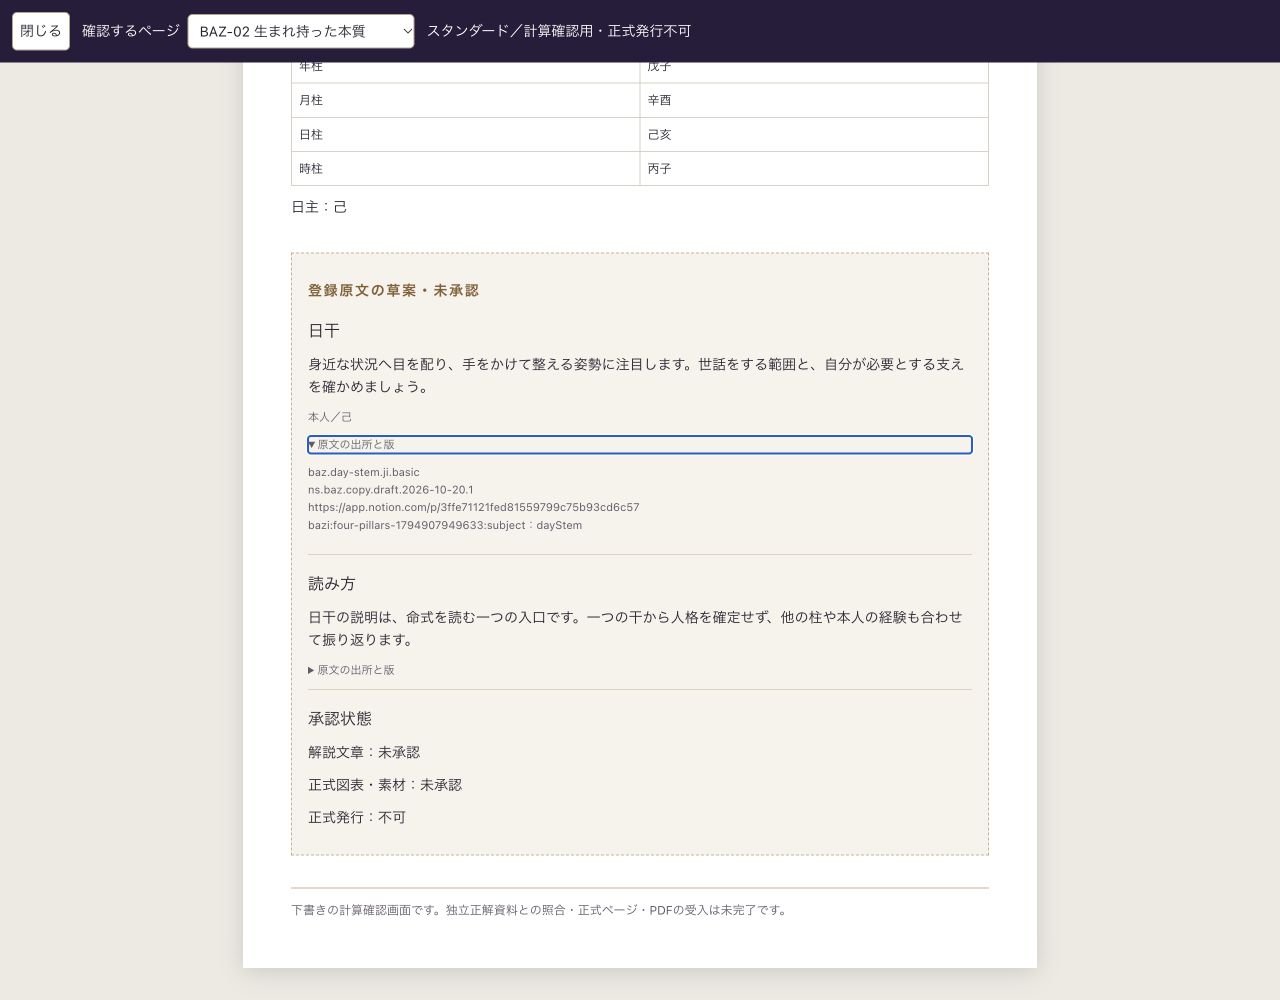 閉じる 確認するページ BAZ-02 生まれ持った本質 スタンダード／計算確認用・正式発行不可
年柱 戊子
月柱 辛酉
日柱 己亥
時柱 丙子
日主：己
登録原文の草案・未承認
日干
身近な状況へ目を配り、手をかけて整える姿勢に注目します。世話をする範囲と、自分が必要とする支え
を確かめましょう。
本人／己
▼原文の出所と版
baz.day-stem.ji.basic
ns.baz.copy.draft.2026-10-20.1
https://app.notion.com/p/3ffe71121fed81559799c75b93cd6c57
bazi:four-pillars-1794907949633:subject：dayStem
読み方
日干の説明は、命式を読む一つの入口です。一つの干から人格を確定せず、他の柱や本人の経験も合わせ
て振り返ります。
▶原文の出所と版
承認状態
解説文章：未承認
正式図表・素材：未承認
正式発行：不可
下書きの計算確認画面です。独立正解資料との照合・正式ページ・PDFの受入は未完了です。